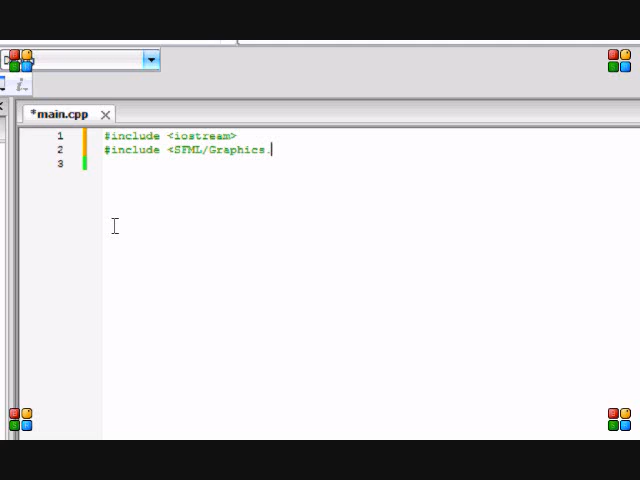 *main.cpp
1 #include <iostream>
2 #include <SFML/Graphics.
3